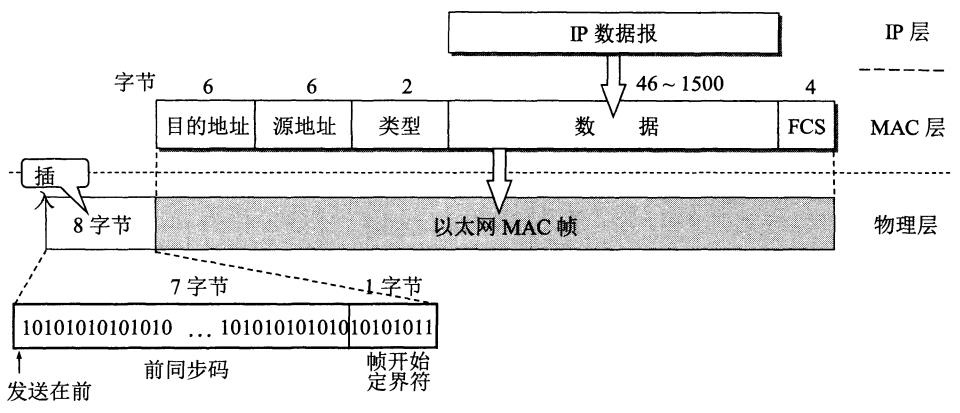 IP 数据报
IP 层
字节
6
6
2
46~1500
4
目的地址
源地址
类型
数 据
FCS
MAC 层
插
入
8 字节
以太网 MAC 帧
物理层
7 字节
1 字节
10101010101010 ... 101010101010
10101011
前同步码
帧开始
定界符
发送在前